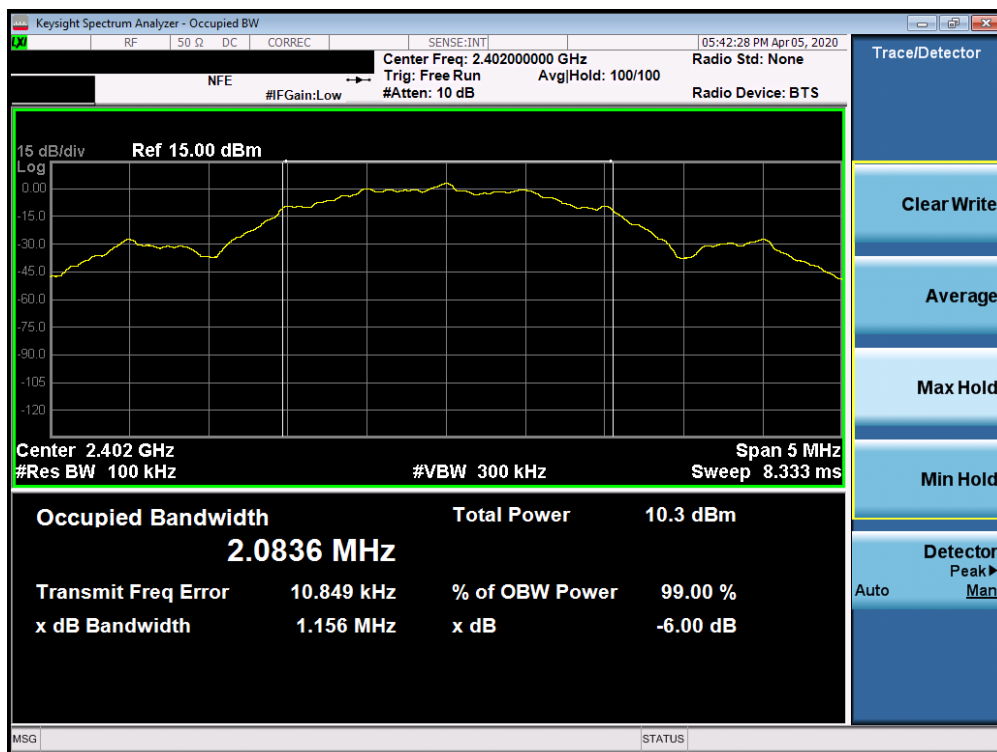 Keysight Spectrum Analyzer - Occupied BW
LXI RF 50 Ω DC CORREC SENSE:INT 05:42:28 PM Apr 05, 2020
Center Freq: 2.402000000 GHz Radio Std: None
NFE Trig: Free Run Avg|Hold: 100/100
#IFGain:Low #Atten: 10 dB Radio Device: BTS
Trace/Detector
15 dB/div Ref 15.00 dBm
Log
0.00
-15.0
-30.0
-45.0
-60.0
-75.0
-90.0
-105
-120
Center 2.402 GHz Span 5 MHz
#Res BW 100 kHz #VBW 300 kHz Sweep 8.333 ms
Occupied Bandwidth Total Power 10.3 dBm
2.0836 MHz
Transmit Freq Error 10.849 kHz % of OBW Power 99.00 %
x dB Bandwidth 1.156 MHz x dB -6.00 dB
Clear Write
Average
Max Hold
Min Hold
Detector
Peak▶
Auto Man
MSG STATUS